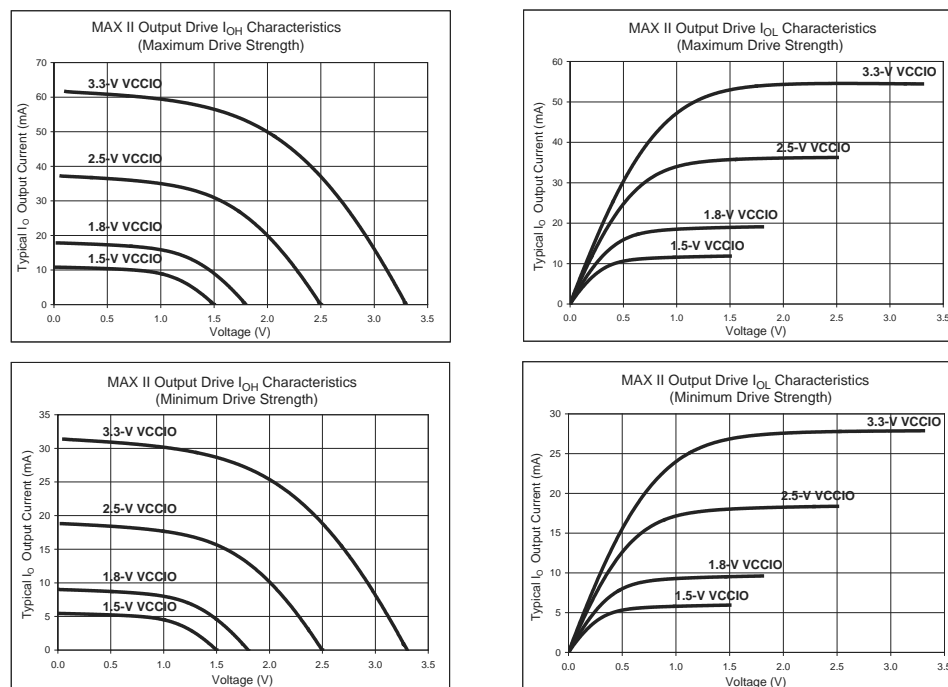 MAX II Output Drive IOH Characteristics
(Maximum Drive Strength)
Typical IO Output Current (mA)
70
60
50
40
30
20
10
0
3.3-V VCCIO
2.5-V VCCIO
1.8-V VCCIO
1.5-V VCCIO
0.0 0.5 1.0 1.5 2.0 2.5 3.0 3.5
Voltage (V)
MAX II Output Drive IOL Characteristics
(Maximum Drive Strength)
Typical IO Output Current (mA)
60
50
40
30
20
10
0
3.3-V VCCIO
2.5-V VCCIO
1.8-V VCCIO
1.5-V VCCIO
0.0 0.5 1.0 1.5 2.0 2.5 3.0 3.5
Voltage (V)
MAX II Output Drive IOH Characteristics
(Minimum Drive Strength)
Typical IO Output Current (mA)
35
30
25
20
15
10
5
0
3.3-V VCCIO
2.5-V VCCIO
1.8-V VCCIO
1.5-V VCCIO
0.0 0.5 1.0 1.5 2.0 2.5 3.0 3.5
Voltage (V)
MAX II Output Drive IOL Characteristics
(Minimum Drive Strength)
Typical IO Output Current (mA)
30
25
20
15
10
5
0
3.3-V VCCIO
2.5-V VCCIO
1.8-V VCCIO
1.5-V VCCIO
0.0 0.5 1.0 1.5 2.0 2.5 3.0 3.5
Voltage (V)